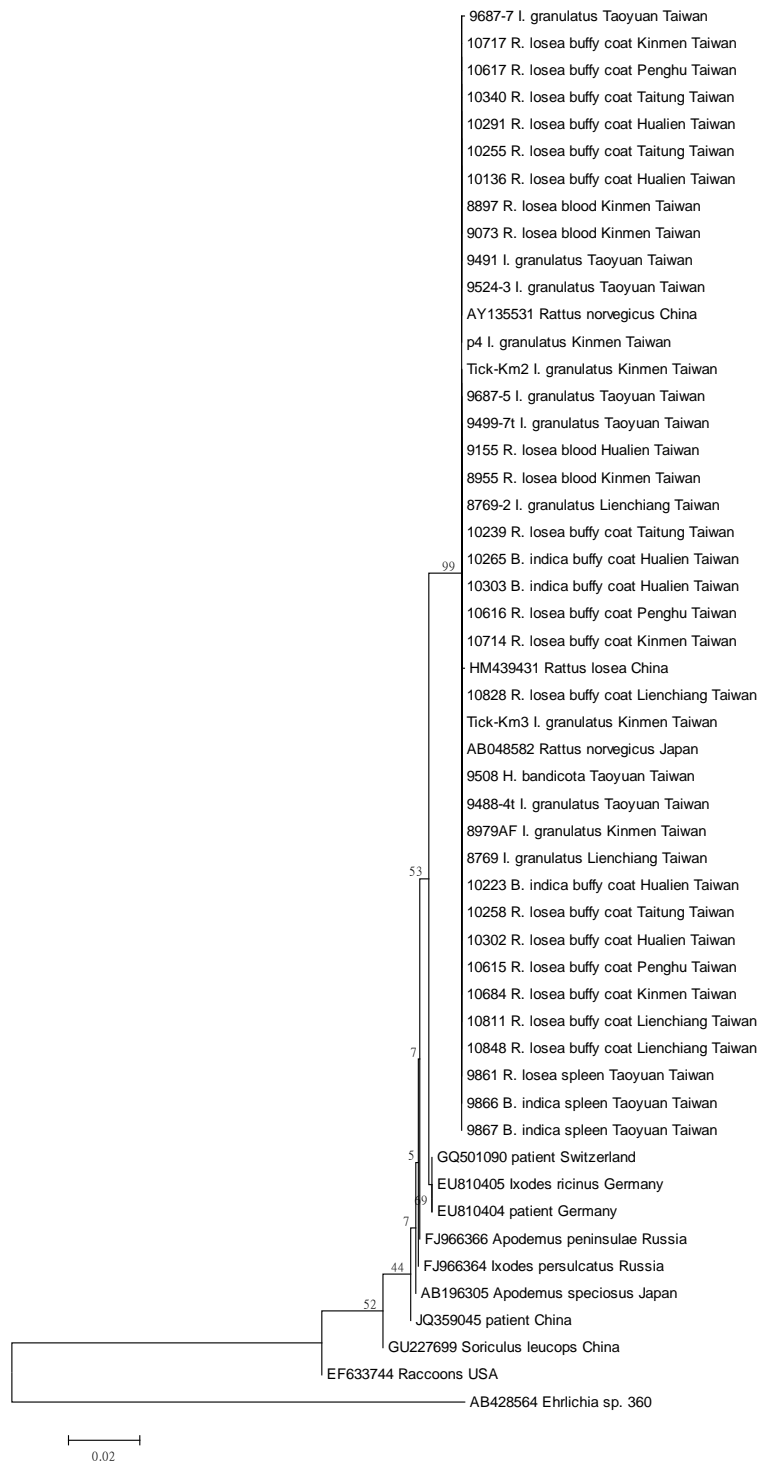 9687-7 I. granulatus Taoyuan Taiwan
10717 R. losea buffy coat Kinmen Taiwan
10617 R. losea buffy coat Penghu Taiwan
10340 R. losea buffy coat Taitung Taiwan
10291 R. losea buffy coat Hualien Taiwan
10255 R. losea buffy coat Taitung Taiwan
10136 R. losea buffy coat Hualien Taiwan
8897 R. losea blood Kinmen Taiwan
9073 R. losea blood Kinmen Taiwan
9491 I. granulatus Taoyuan Taiwan
9524-3 I. granulatus Taoyuan Taiwan
AY135531 Rattus norvegicus China
p4 I. granulatus Kinmen Taiwan
Tick-Km2 I. granulatus Kinmen Taiwan
9687-5 I. granulatus Taoyuan Taiwan
9499-7t I. granulatus Taoyuan Taiwan
9155 R. losea blood Hualien Taiwan
8955 R. losea blood Kinmen Taiwan
8769-2 I. granulatus Lienchiang Taiwan
10239 R. losea buffy coat Taitung Taiwan
10265 B. indica buffy coat Hualien Taiwan
99
10303 B. indica buffy coat Hualien Taiwan
10616 R. losea buffy coat Penghu Taiwan
10714 R. losea buffy coat Kinmen Taiwan
HM439431 Rattus losea China
10828 R. losea buffy coat Lienchiang Taiwan
Tick-Km3 I. granulatus Kinmen Taiwan
AB048582 Rattus norvegicus Japan
9508 H. bandicota Taoyuan Taiwan
9488-4t I. granulatus Taoyuan Taiwan
8979AF I. granulatus Kinmen Taiwan
8769 I. granulatus Lienchiang Taiwan
53
10223 B. indica buffy coat Hualien Taiwan
10258 R. losea buffy coat Taitung Taiwan
10302 R. losea buffy coat Hualien Taiwan
10615 R. losea buffy coat Penghu Taiwan
10684 R. losea buffy coat Kinmen Taiwan
10811 R. losea buffy coat Lienchiang Taiwan
10848 R. losea buffy coat Lienchiang Taiwan
7
9861 R. losea spleen Taoyuan Taiwan
9866 B. indica spleen Taoyuan Taiwan
9867 B. indica spleen Taoyuan Taiwan
5
GQ501090 patient Switzerland
EU810405 Ixodes ricinus Germany
69
EU810404 patient Germany
7
FJ966366 Apodemus peninsulae Russia
44
FJ966364 Ixodes persulcatus Russia
AB196305 Apodemus speciosus Japan
52
JQ359045 patient China
GU227699 Soriculus leucops China
EF633744 Raccoons USA
AB428564 Ehrlichia sp. 360
0.02